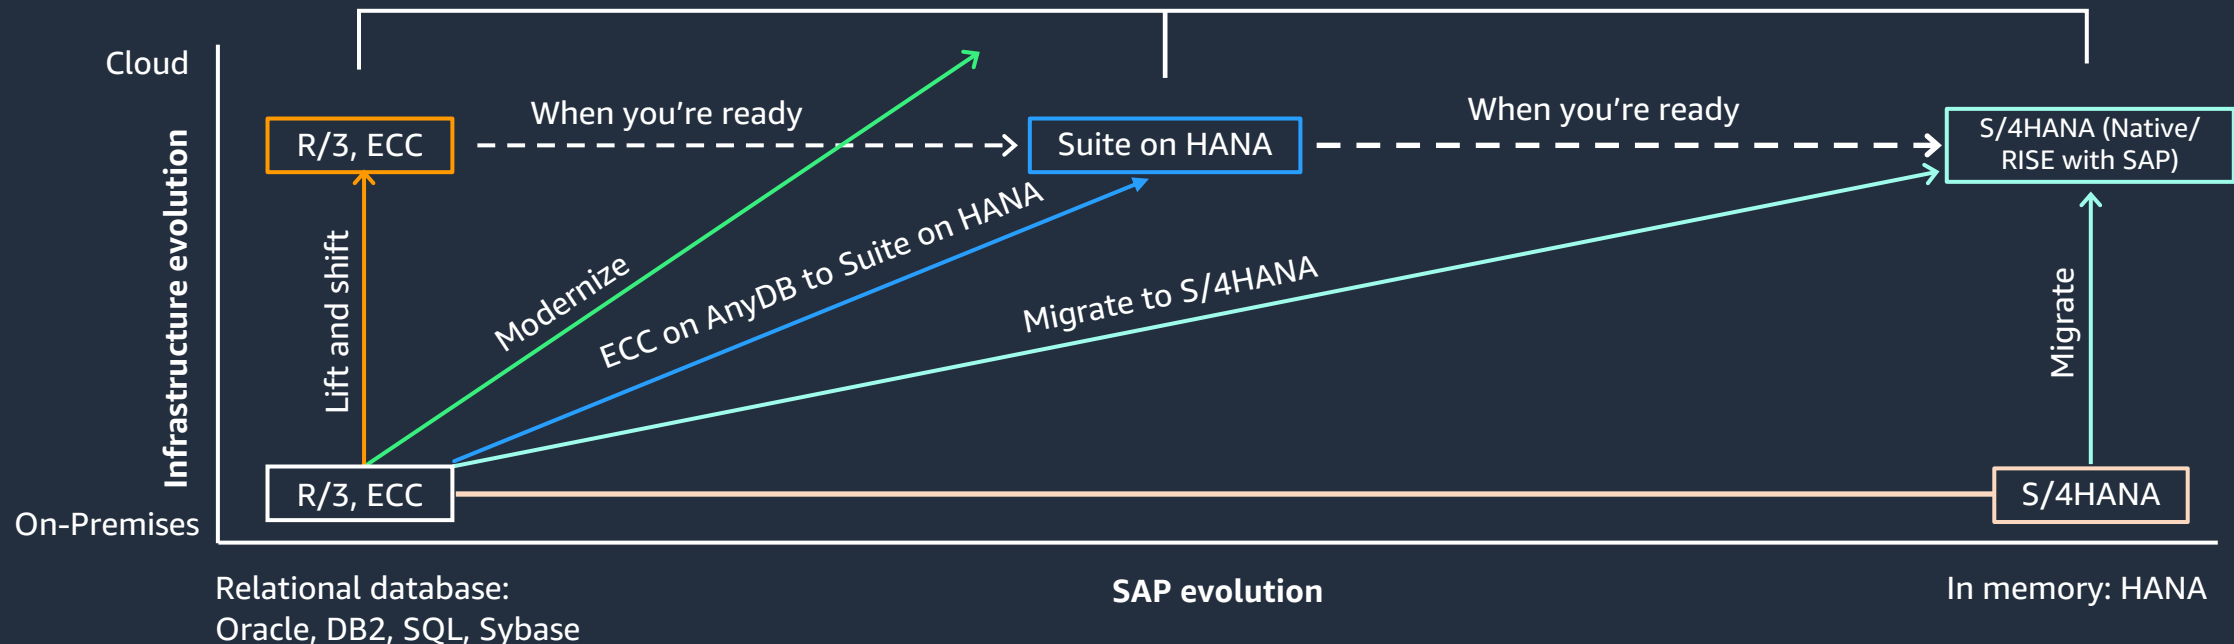 Cloud
When you’re ready
When you’re ready
R/3, ECC
Suite on HANA
S/4HANA (Native/
RISE with SAP)
Infrastructure evolution
Lift and shift
Modernize
ECC on AnyDB to Suite on HANA
Migrate to S/4HANA
Migrate
R/3, ECC
S/4HANA
On-Premises
Relational database:
Oracle, DB2, SQL, Sybase
SAP evolution
In memory: HANA